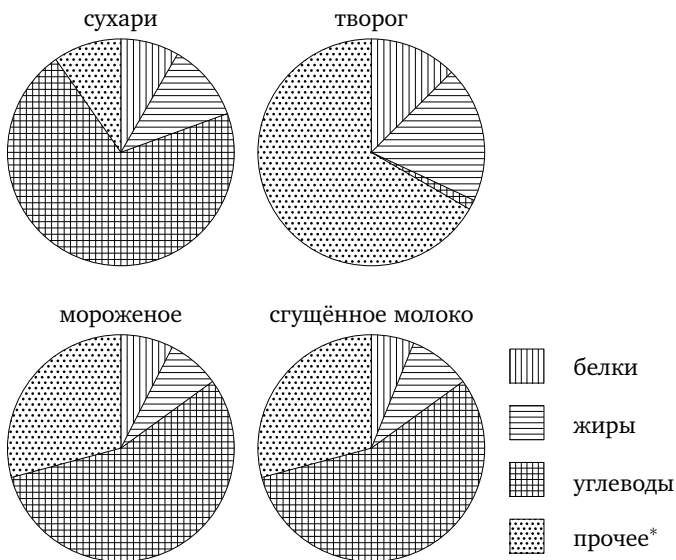 сухари
творог
мороженое
сгущённое молоко
белки
жиры
углеводы
прочее*